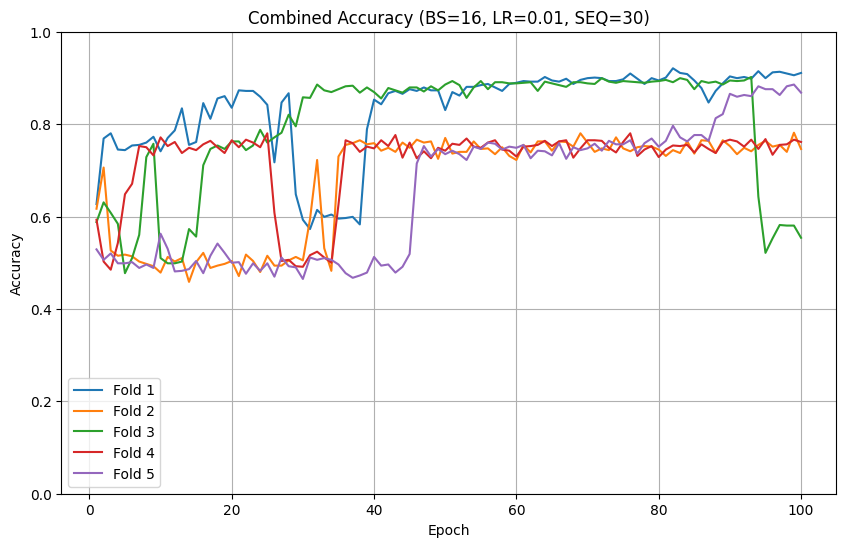 Combined Accuracy (BS=16, LR=0.01, SEQ=30)
1.0
0.8
0.6
0.4
0.2
0.0
Accuracy
Fold 1
Fold 2
Fold 3
Fold 4
Fold 5
0 20 40 60 80 100
Epoch